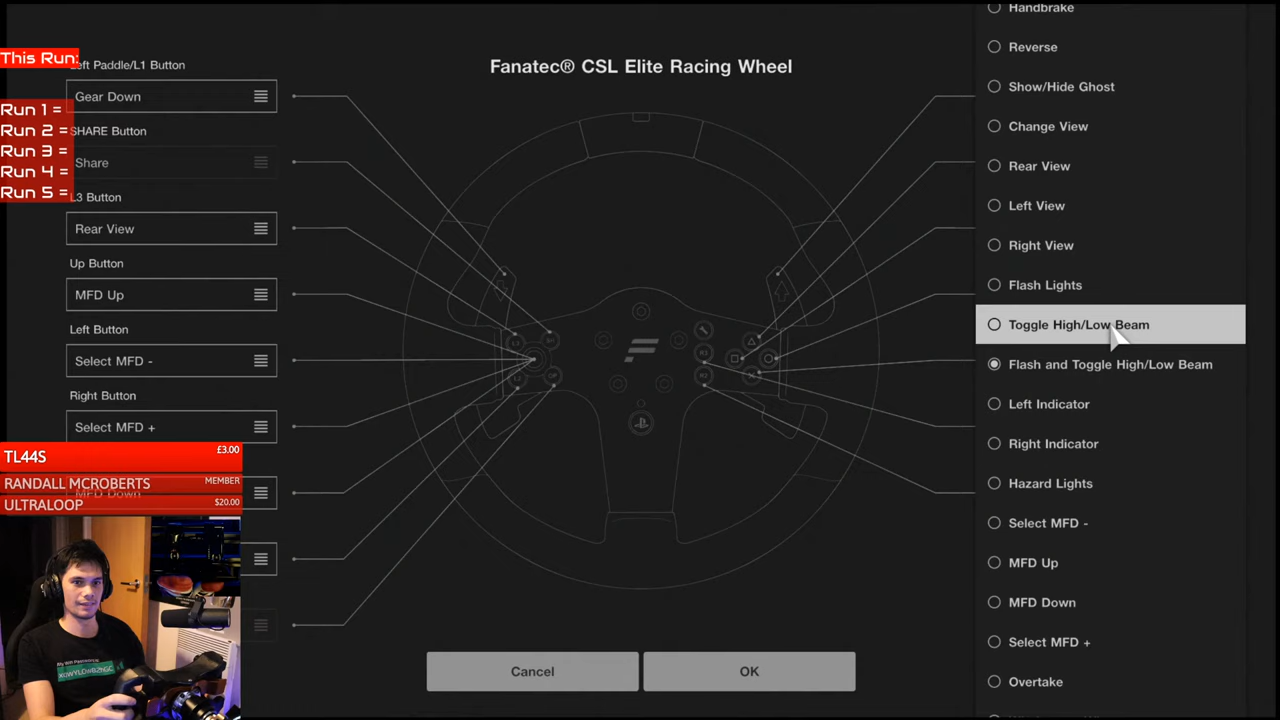 This Run:
Run 1 =
Run 2 =
Run 3 =
Run 4 =
Run 5 =
Left Paddle/L1 Button
Gear Down
SHARE Button
Share
L3 Button
Rear View
Up Button
MFD Up
Left Button
Select MFD -
Right Button
Select MFD +
MFD Down
TL44S £3.00
RANDALL MCROBERTS MEMBER
ULTRALOOP $20.00
Fanatec® CSL Elite Racing Wheel
Cancel
OK
Handbrake
Reverse
Show/Hide Ghost
Change View
Rear View
Left View
Right View
Flash Lights
Toggle High/Low Beam
Flash and Toggle High/Low Beam
Left Indicator
Right Indicator
Hazard Lights
Select MFD -
MFD Up
MFD Down
Select MFD +
Overtake